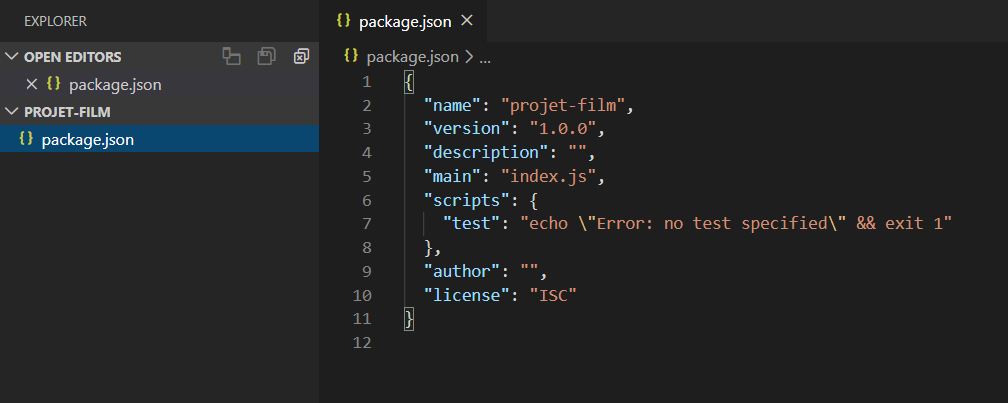 EXPLORER
OPEN EDITORS
{} package.json
PROJET-FILM
{} package.json
{} package.json
{} package.json > ...
1 {
2 "name": "projet-film",
3 "version": "1.0.0",
4 "description": "",
5 "main": "index.js",
6 "scripts": {
7 "test": "echo \"Error: no test specified\" && exit 1"
8 },
9 "author": "",
10 "license": "ISC"
11 }
12